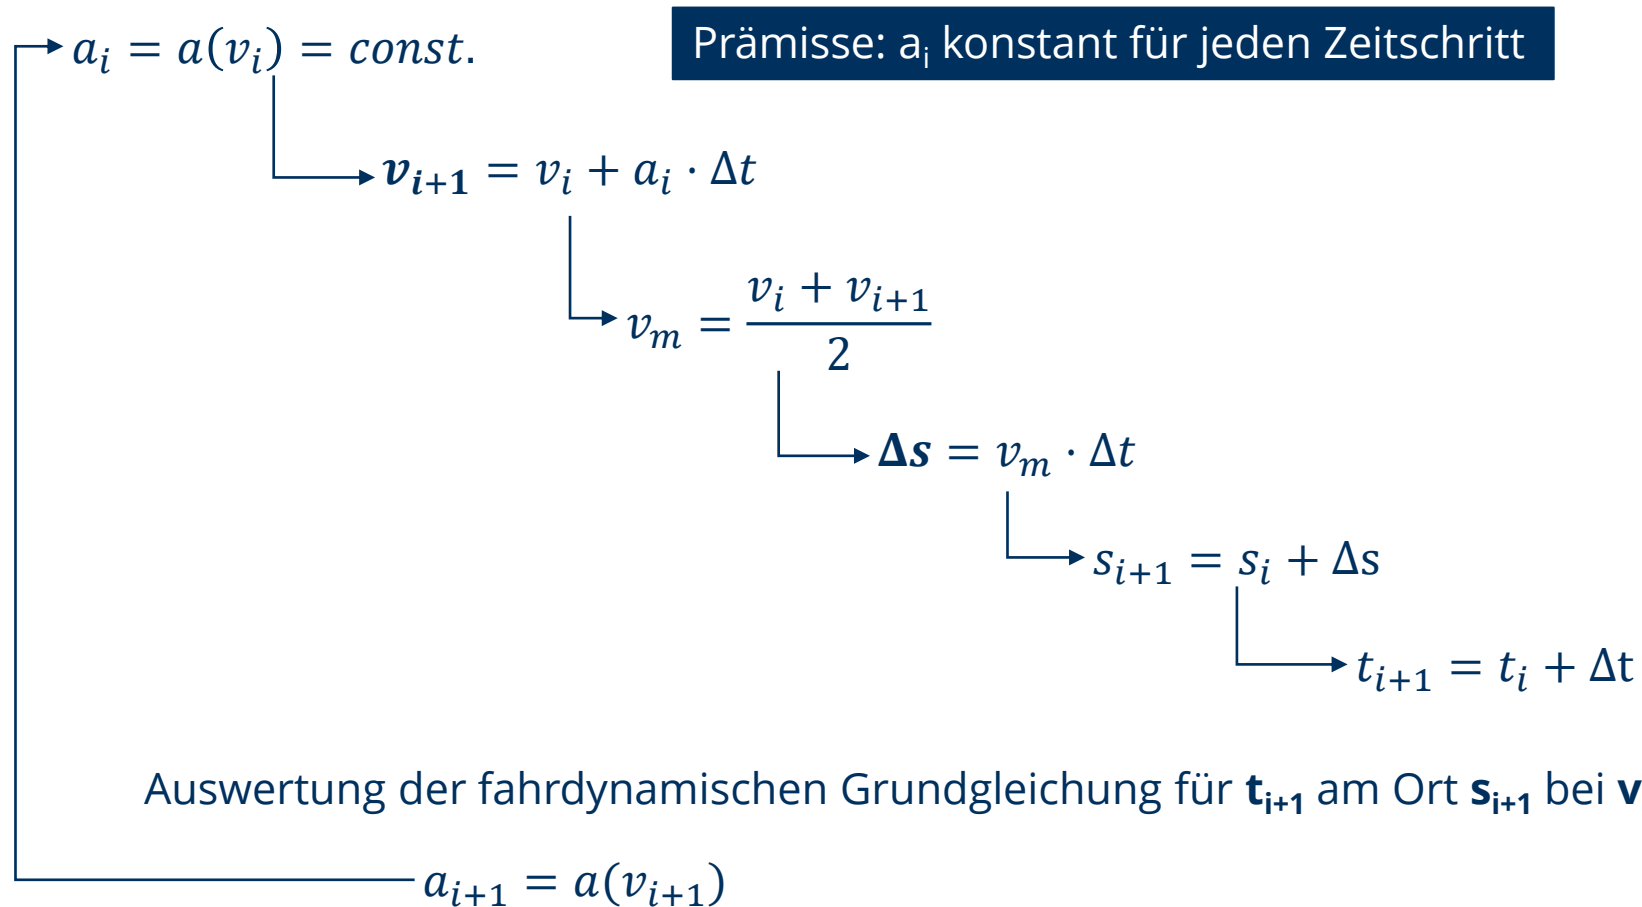 aᵢ = a(vᵢ) = const.
Prämisse: aᵢ konstant für jeden Zeitschritt
vᵢ₊₁ = vᵢ + aᵢ · Δt
vₘ = (vᵢ + vᵢ₊₁) / 2
Δs = vₘ · Δt
sᵢ₊₁ = sᵢ + Δs
tᵢ₊₁ = tᵢ + Δt
Auswertung der fahrdynamischen Grundgleichung für tᵢ₊₁ am Ort sᵢ₊₁ bei v
aᵢ₊₁ = a(vᵢ₊₁)